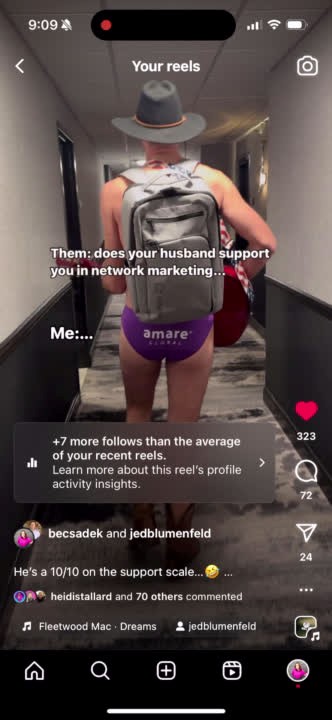 9:09
Your reels
Them: does your husband support
you in network marketing...
Me:...
amare
GLOBAL
+7 more follows than the average
of your recent reels.
Learn more about this reel's profile
activity insights.
323
72
24
becsadek and jedblumenfeld
He's a 10/10 on the support scale...🤣 ...
heidistallard and 70 others commented
Fleetwood Mac · Dreams
jedblumenfeld